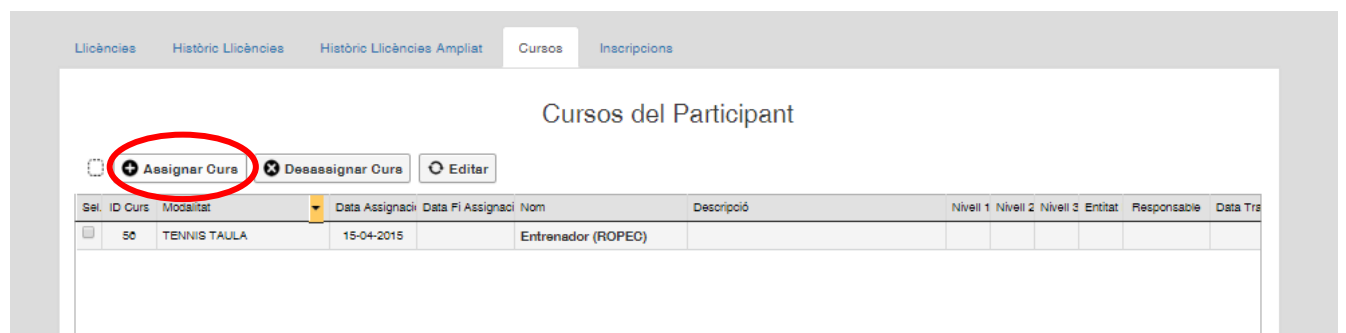 Llicències Històric Llicències Històric Llicències Ampliat Cursos Inscripcions
Cursos del Participant
Assignar Curs Desassignar Curs Editar
Sel. ID Curs Modalitat Data Assignaci Data Fi Assignaci Nom Descripció Nivell 1 Nivell 2 Nivell 3 Entitat Responsable Data Tra
56 TENNIS TAULA 15-04-2015 Entrenador (ROPEC)